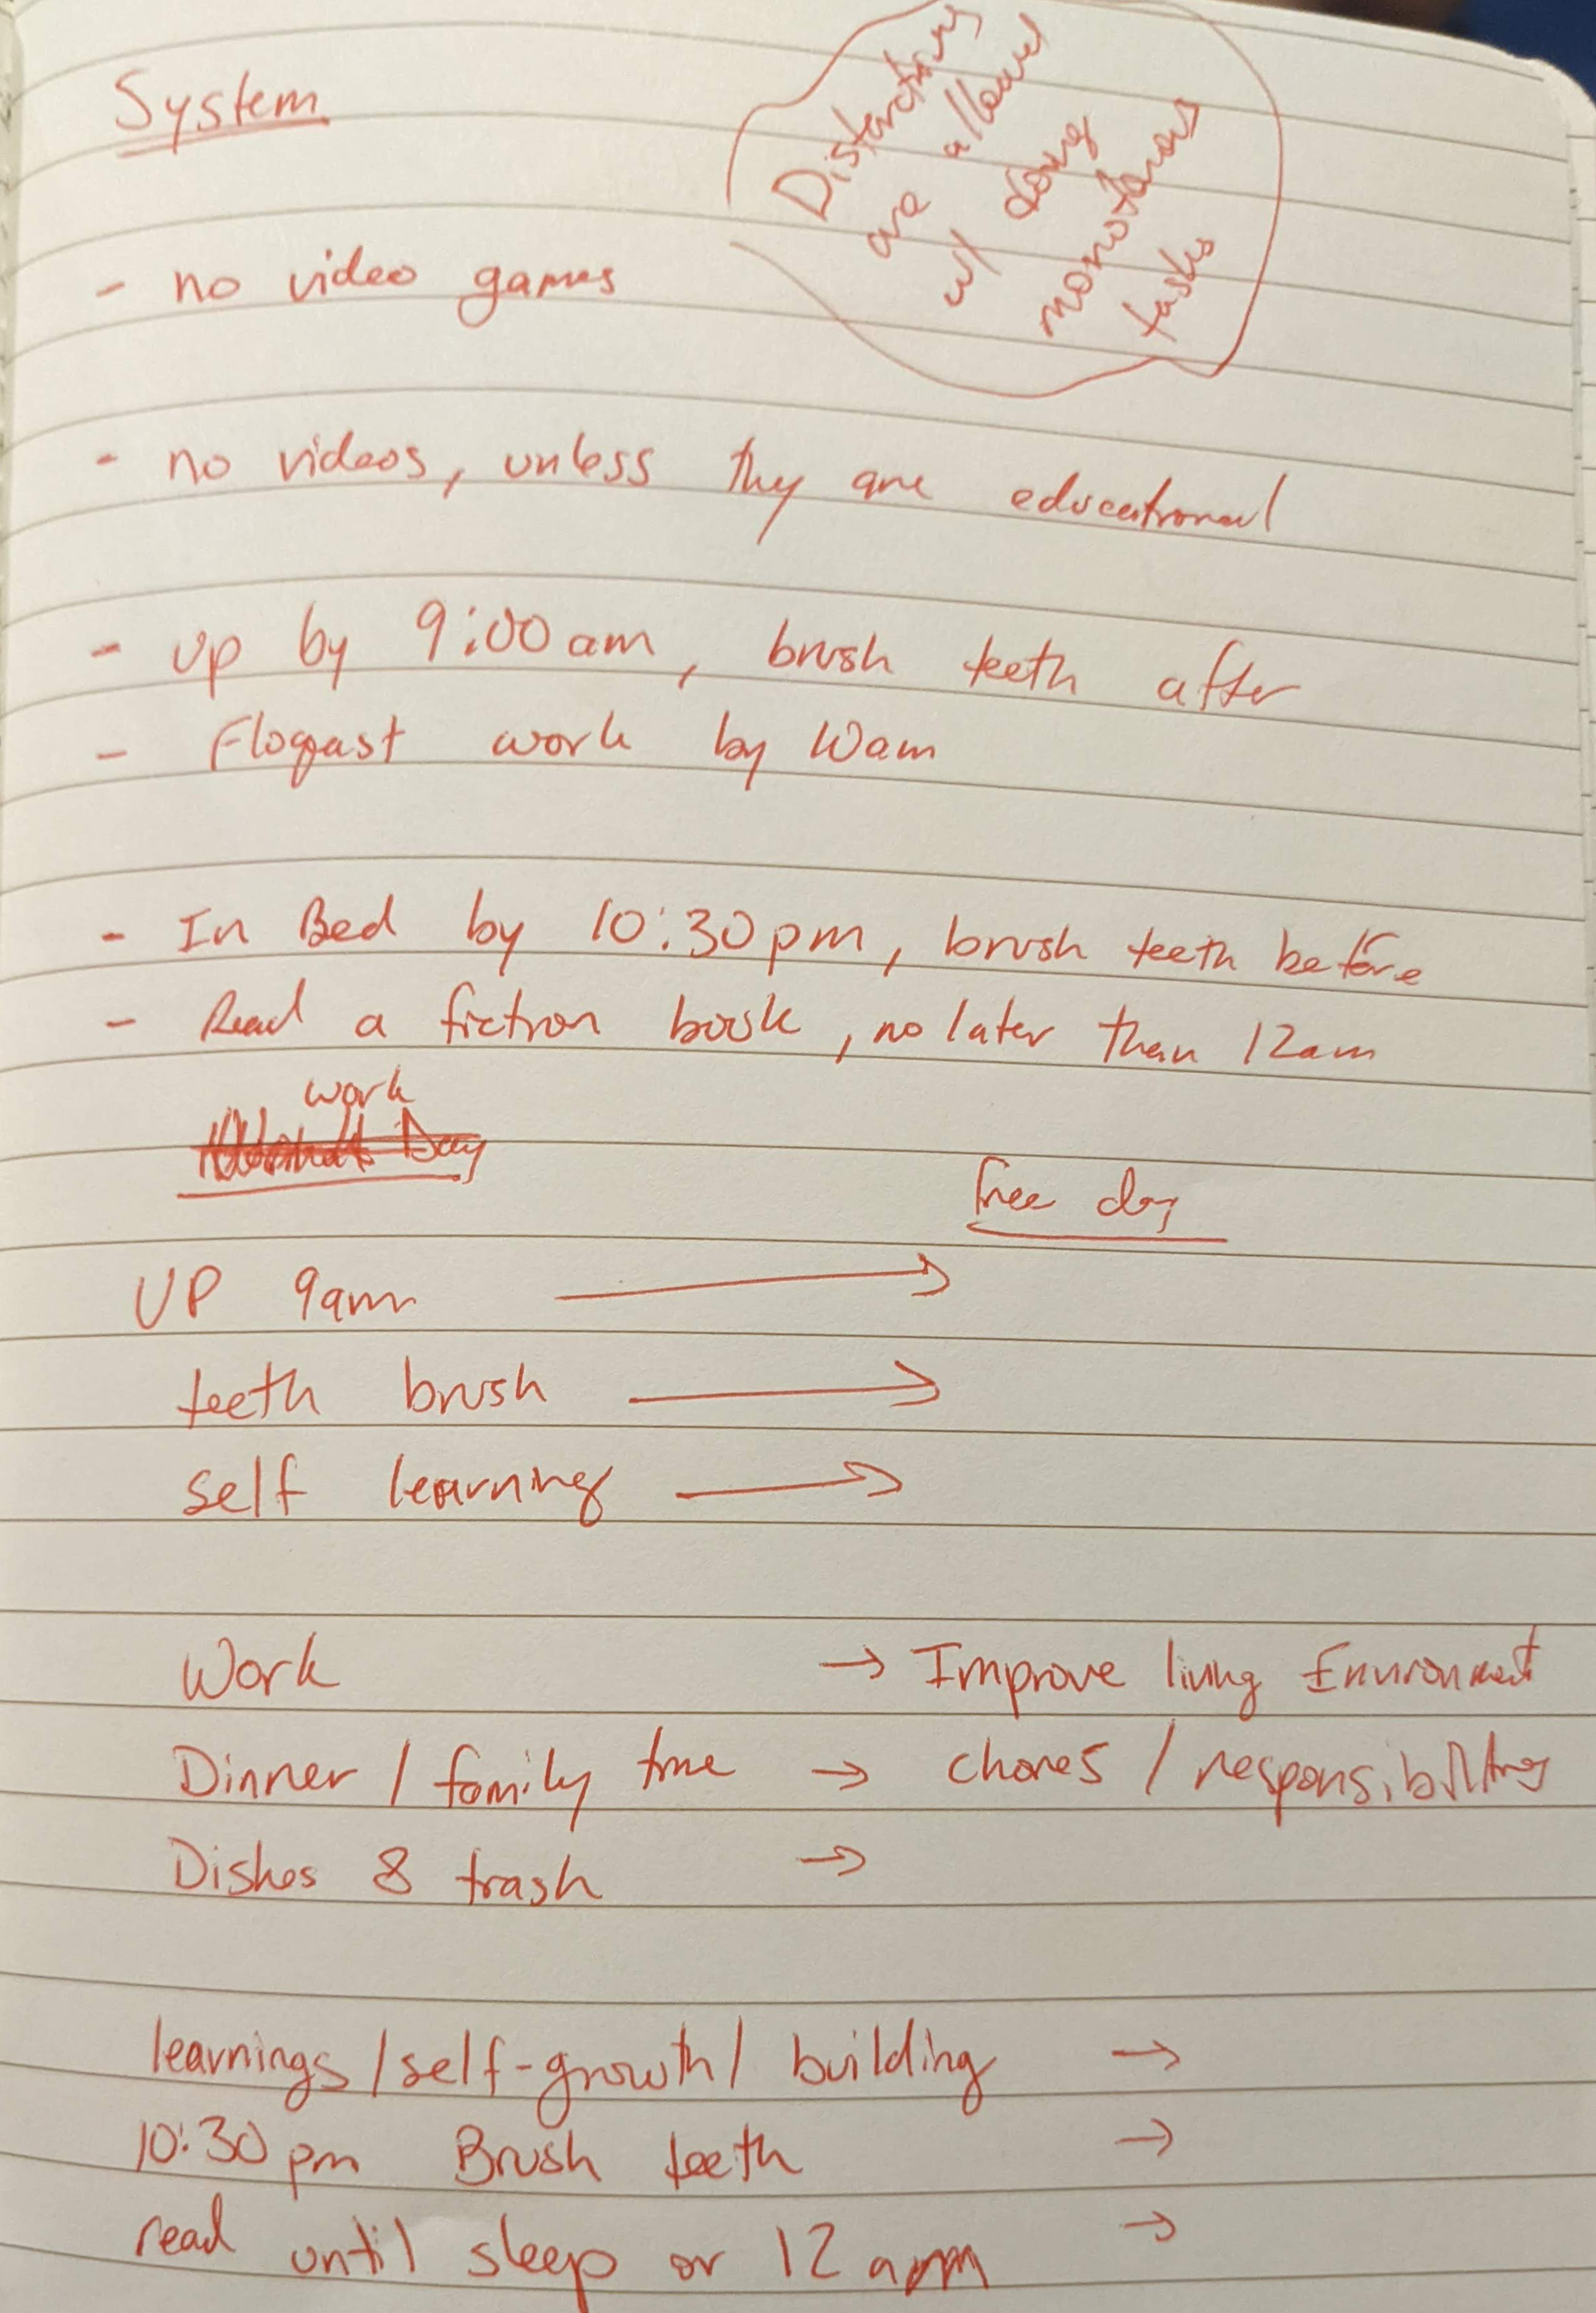 System
Distractions
are allowed
w/ doing
monotonous
tasks
- no video games
- no videos, unless they are educational
- up by 9:00am, brush teeth after
- Floqast work by 10am
- In Bed by 10:30pm, brush teeth before
- Read a fiction book, no later than 12am
work
Day
free day
UP 9am →
teeth brush →
self learning →
Work → Improve living Environment
Dinner / family time → chores / responsibilities
Dishes & trash →
learnings / self-growth / building →
10:30 pm Brush teeth →
read until sleep or 12 am →